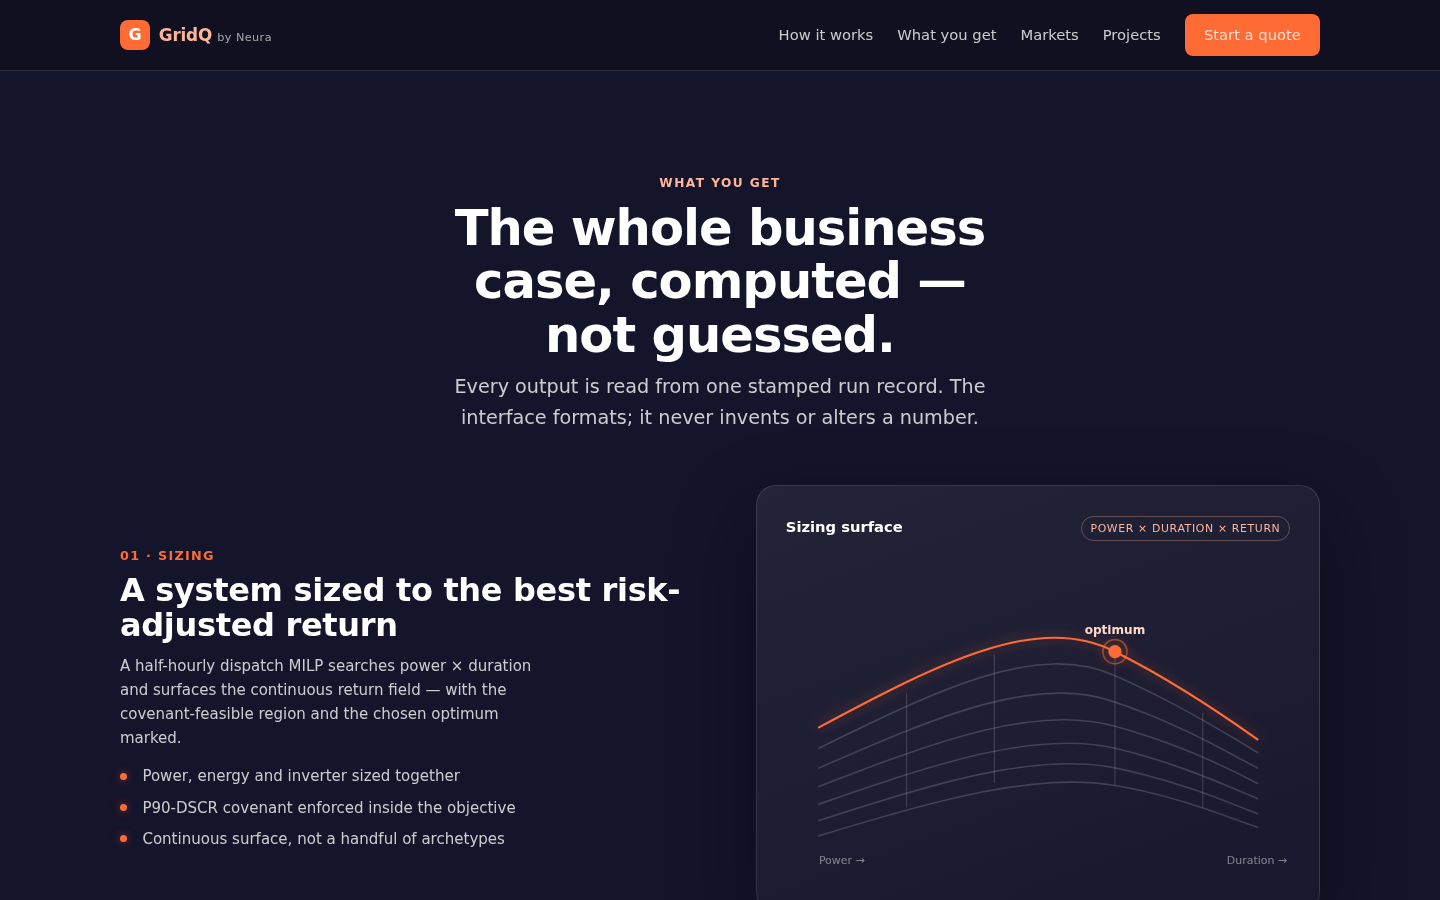 G GridQ by Neura
How it works What you get Markets Projects Start a quote
WHAT YOU GET
The whole business
case, computed —
not guessed.
Every output is read from one stamped run record. The
interface formats; it never invents or alters a number.
01 · SIZING
A system sized to the best risk-
adjusted return
A half-hourly dispatch MILP searches power × duration
and surfaces the continuous return field — with the
covenant-feasible region and the chosen optimum
marked.
Power, energy and inverter sized together
P90-DSCR covenant enforced inside the objective
Continuous surface, not a handful of archetypes
Sizing surface
POWER × DURATION × RETURN
optimum
Power →
Duration →